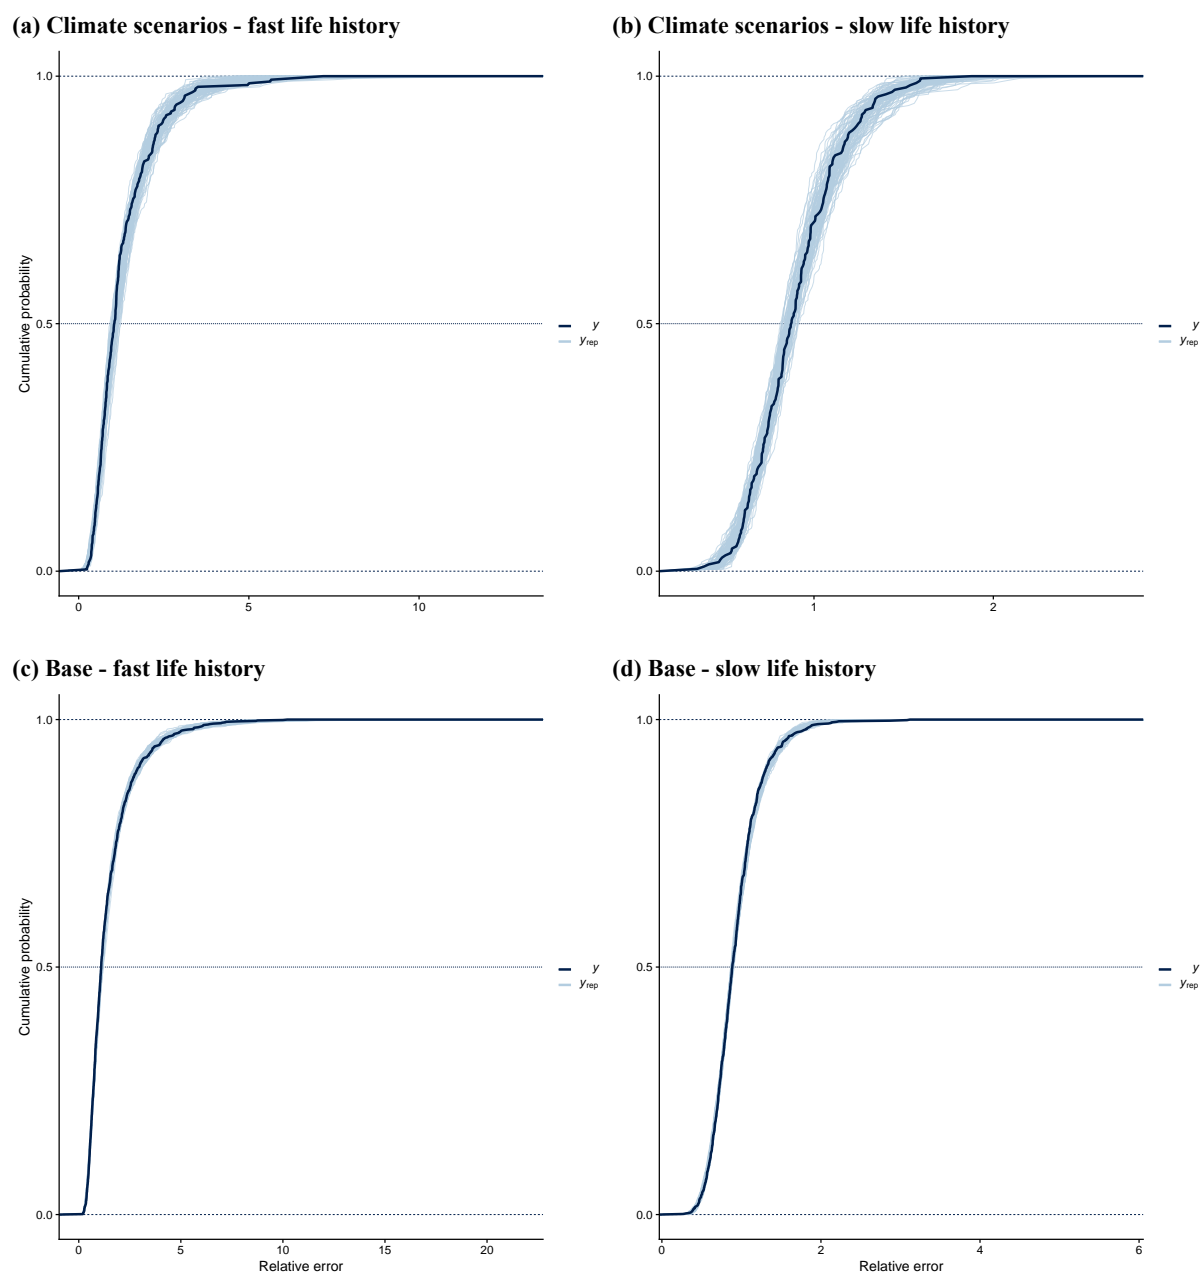 (a) Climate scenarios - fast life history
1.0
0.5
0.0
Cumulative probability
0 5 10
y
yrep
(b) Climate scenarios - slow life history
1.0
0.5
0.0
1 2
y
yrep
(c) Base - fast life history
1.0
0.5
0.0
Cumulative probability
0 5 10 15 20
Relative error
y
yrep
(d) Base - slow life history
1.0
0.5
0.0
0 2 4 6
Relative error
y
yrep